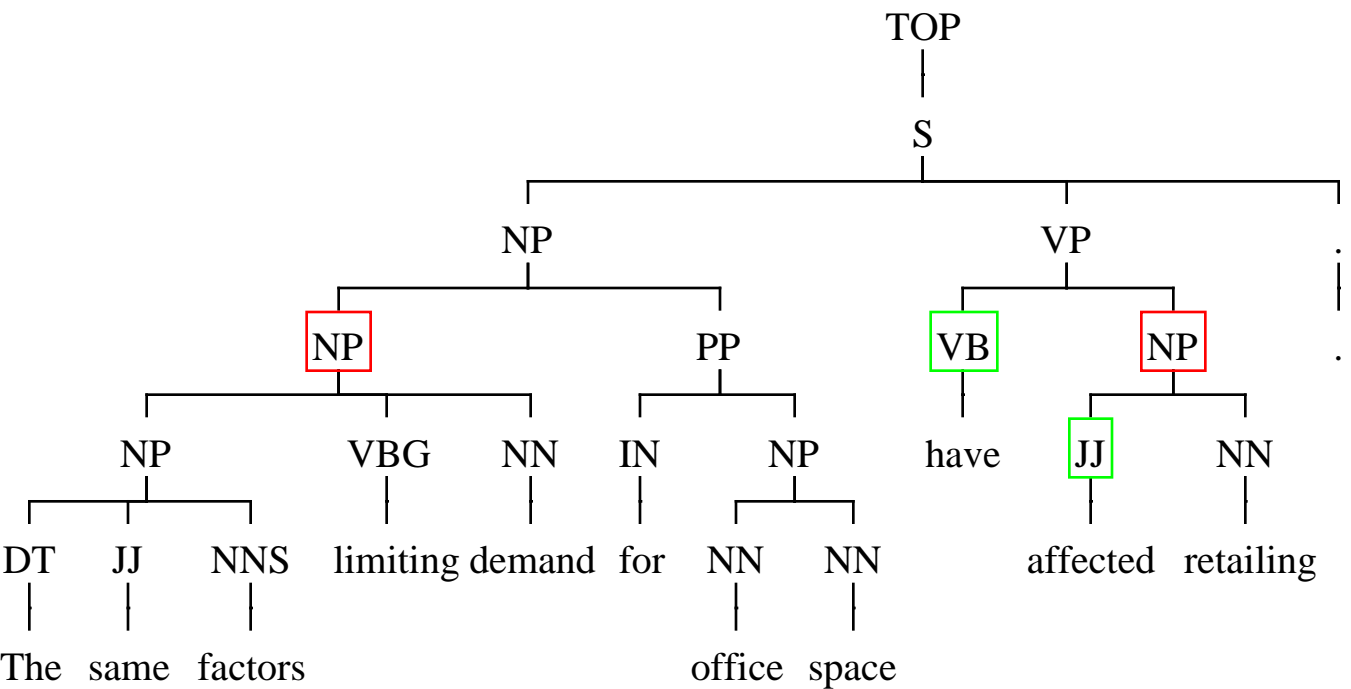 TOP
S
NP VP .
NP PP VB NP .
NP VBG NN IN NP have JJ NN
DT JJ NNS limiting demand for NN NN affected retailing
The same factors office space